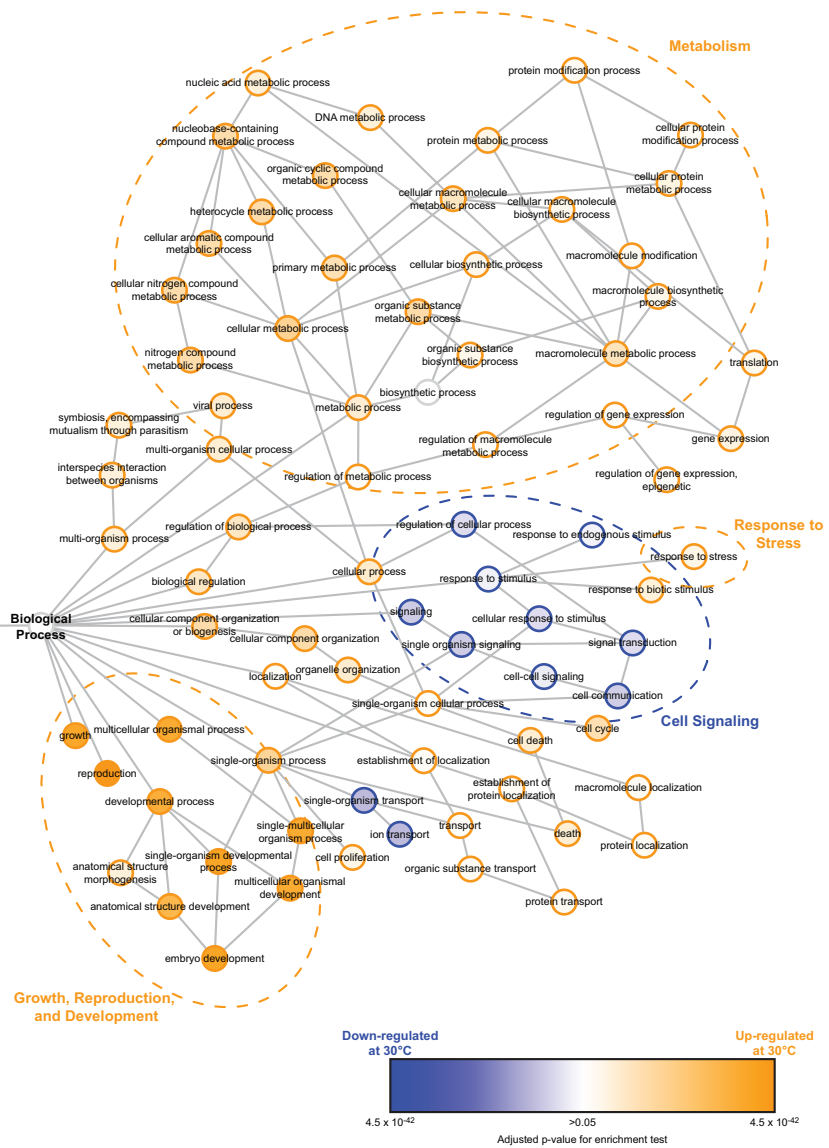 Metabolism
protein modification process
nucleic acid metabolic process
DNA metabolic process
nucleobase-containing
compound metabolic process
protein metabolic process
cellular protein
modification process
organic cyclic compound
metabolic process
cellular protein
metabolic process
cellular macromolecule
metabolic process
cellular macromolecule
biosynthetic process
heterocycle metabolic process
cellular aromatic compound
metabolic process
primary metabolic process
cellular biosynthetic process
macromolecule modification
cellular nitrogen compound
metabolic process
macromolecule biosynthetic
process
organic substance
metabolic process
cellular metabolic process
nitrogen compound
metabolic process
organic substance
biosynthetic process
macromolecule metabolic process
translation
biosynthetic process
viral process
metabolic process
symbiosis, encompassing
mutualism through parasitism
regulation of gene expression
multi-organism cellular process
regulation of macromolecule
metabolic process
gene expression
interspecies interaction
between organisms
regulation of metabolic process
regulation of gene expression,
epigenetic
multi-organism process
regulation of biological process
regulation of cellular process
response to endogenous stimulus
Response to
Stress
response to stress
cellular process
biological regulation
response to stimulus
response to biotic stimulus
Biological
Process
signaling
cellular component organization
or biogenesis
cellular response to stimulus
cellular component organization
single organism signaling
signal transduction
organelle organization
localization
cell-cell signaling
cell communication
single-organism cellular process
Cell Signaling
cell cycle
growth
multicellular organismal process
cell death
single-organism process
establishment of localization
reproduction
establishment of
protein localization
macromolecule localization
developmental process
single-organism transport
single-multicellular
organism process
ion transport
transport
death
protein localization
cell proliferation
single-organism developmental
process
anatomical structure
morphogenesis
organic substance transport
multicellular organismal
development
anatomical structure development
protein transport
embryo development
Growth, Reproduction,
and Development
Down-regulated
at 30°C
Up-regulated
at 30°C
4.5 x 10-42
>0.05
4.5 x 10-42
Adjusted p-value for enrichment test